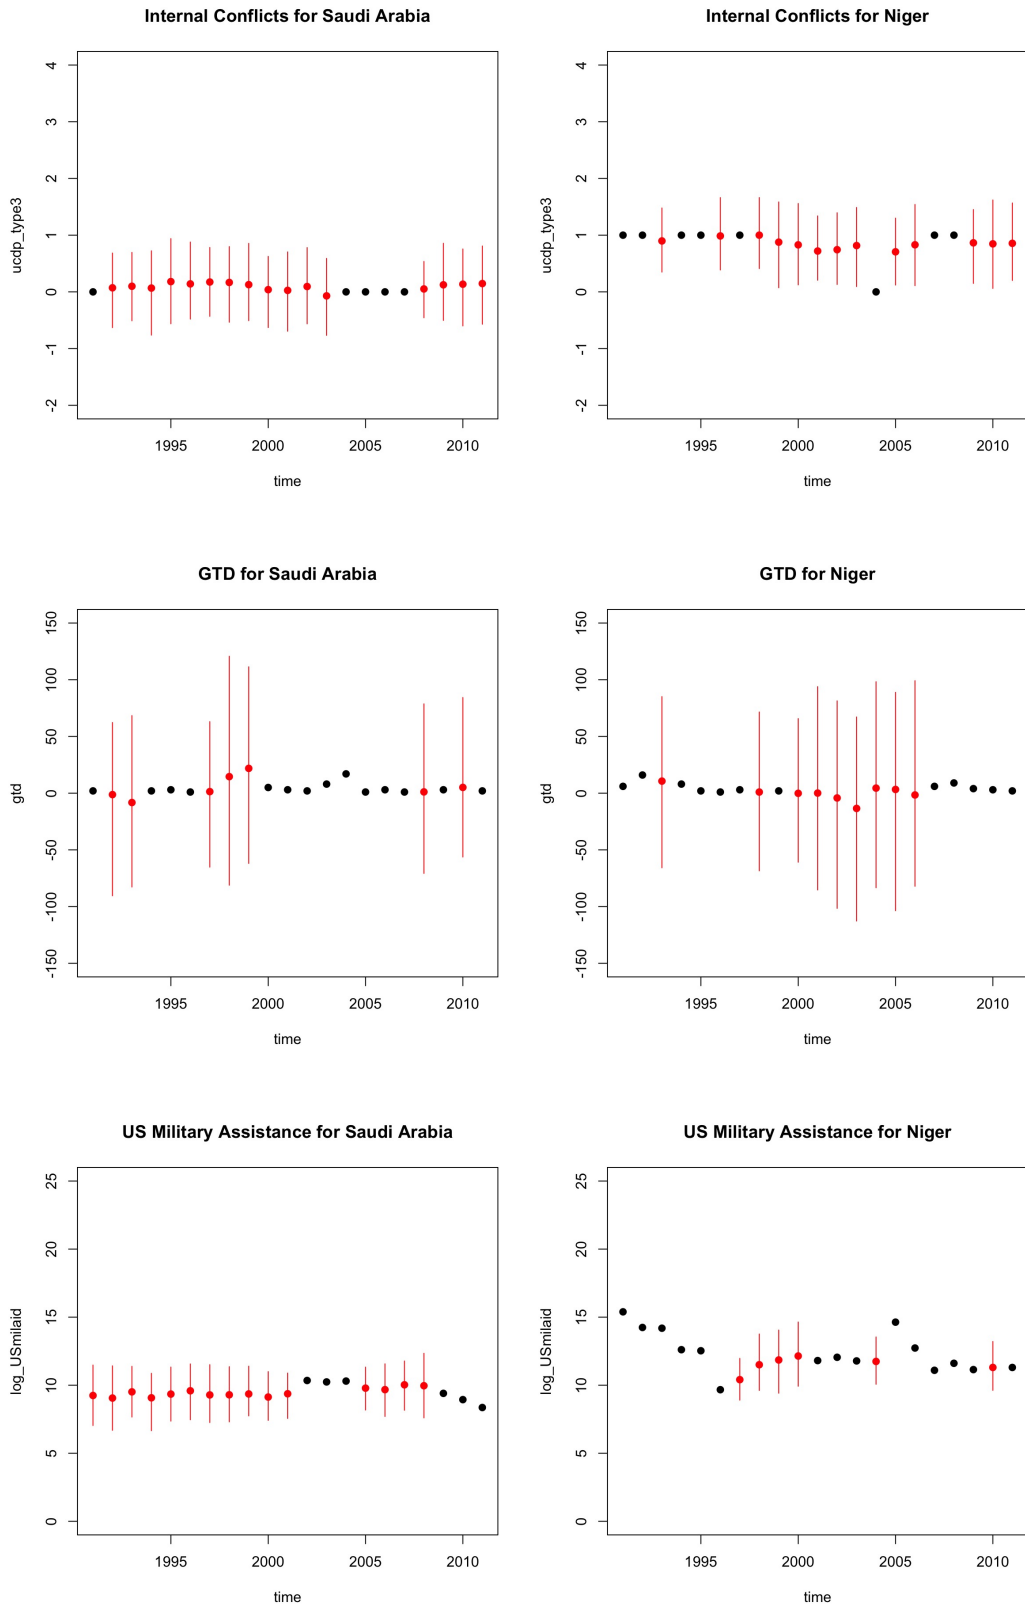 Internal Conflicts for Saudi Arabia
ucdp_type3
4
3
2
1
0
-1
-2
1995 2000 2005 2010
time
Internal Conflicts for Niger
ucdp_type3
4
3
2
1
0
-1
-2
1995 2000 2005 2010
time
GTD for Saudi Arabia
gtd
150
100
50
0
-50
-100
-150
1995 2000 2005 2010
time
GTD for Niger
gtd
150
100
50
0
-50
-100
-150
1995 2000 2005 2010
time
US Military Assistance for Saudi Arabia
log_USmilaid
25
20
15
10
5
0
1995 2000 2005 2010
time
US Military Assistance for Niger
log_USmilaid
25
20
15
10
5
0
1995 2000 2005 2010
time